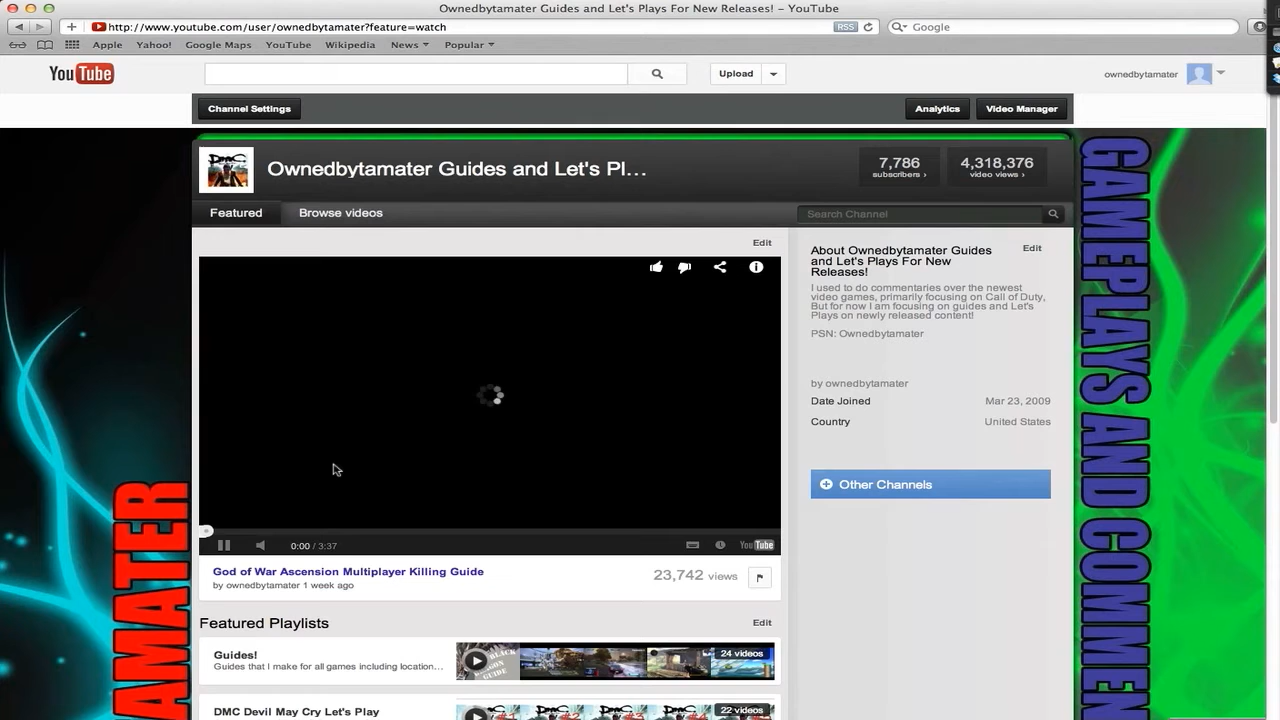 Ownedbytamater Guides and Let's Plays For New Releases! – YouTube
http://www.youtube.com/user/ownedbytamater?feature=watch
RSS
Google
Apple
Yahoo!
Google Maps
YouTube
Wikipedia
News
Popular
YouTube
Upload
ownedbytamater
Channel Settings
Analytics
Video Manager
Ownedbytamater Guides and Let's Pl...
7,786
subscribers ›
4,318,376
video views ›
Featured
Browse videos
Search Channel
Edit
0:00 / 3:37
YouTube
God of War Ascension Multiplayer Killing Guide
by ownedbytamater 1 week ago
23,742 views
Featured Playlists
Edit
Guides!
Guides that I make for all games including location...
24 videos
DMC Devil May Cry Let's Play
22 videos
About Ownedbytamater Guides
and Let's Plays For New
Releases!
Edit
I used to do commentaries over the newest
video games, primarily focusing on Call of Duty,
But for now I am focusing on guides and Let's
Plays on newly released content!
PSN: Ownedbytamater
by ownedbytamater
Date Joined
Mar 23, 2009
Country
United States
Other Channels
AMATER
GAMEPLAYS AND COMMEN